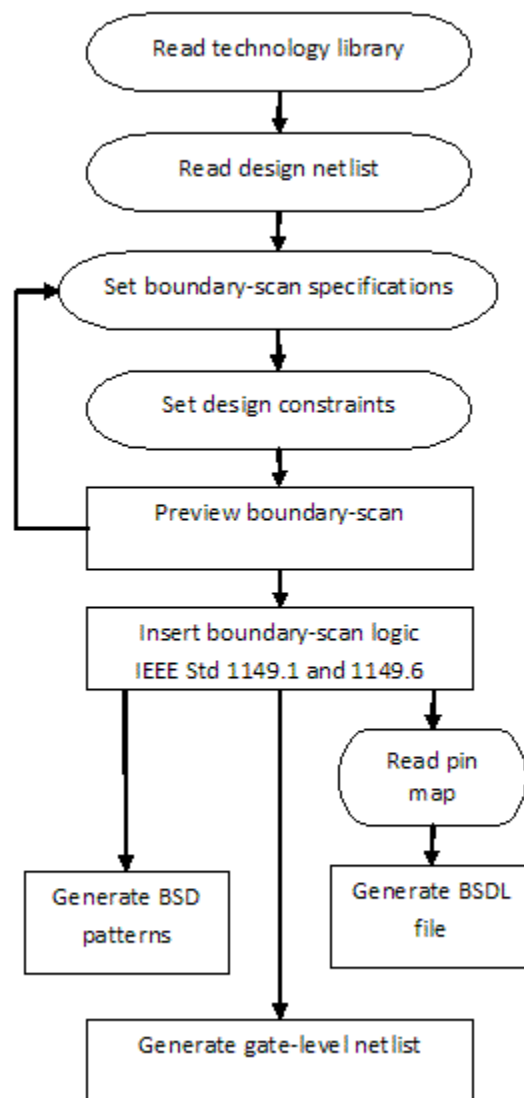 Read technology library
Read design netlist
Set boundary-scan specifications
Set design constraints
Preview boundary-scan
Insert boundary-scan logic
IEEE Std 1149.1 and 1149.6
Read pin
map
Generate BSD
patterns
Generate BSDL
file
Generate gate-level netlist